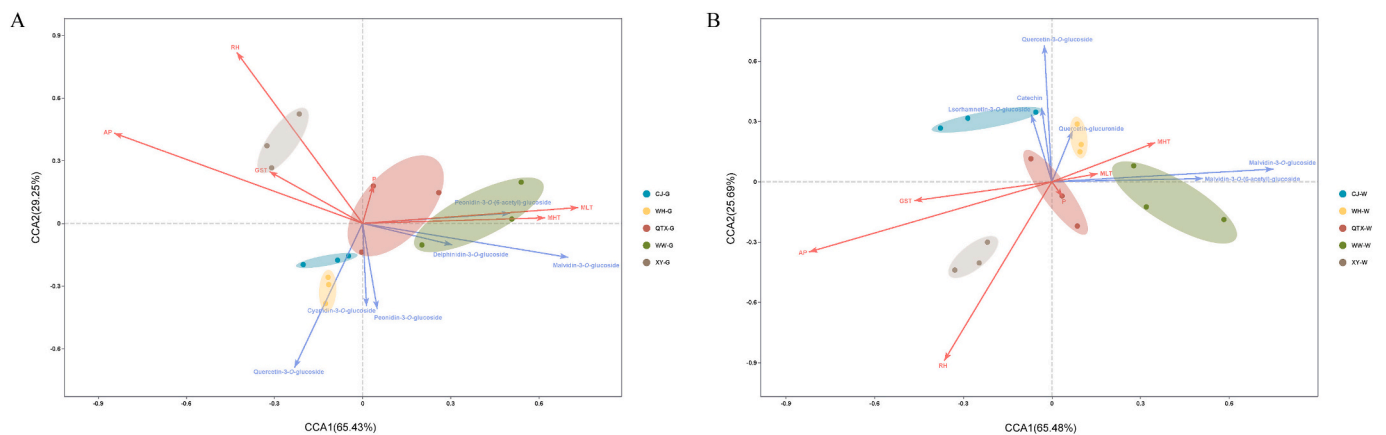 A
CCA2(29.25%)
0.9
0.6
0.3
0
-0.3
-0.6
-0.9
-0.6
-0.3
0
0.3
0.6
CCA1(65.43%)
RH
AP
GST
P
Peonidin-3-O-(6-acetyl)-glucoside
MLT
MHT
Delphinidin-3-O-glucoside
Malvidin-3-O-glucoside
Cyanidin-3-O-glucoside
Peonidin-3-O-glucoside
Quercetin-3-O-glucoside
CJ-G
WH-G
QTX-G
WW-G
XY-G
B
CCA2(25.69%)
0.6
0.3
0.0
-0.3
-0.6
-0.9
-0.9
-0.6
-0.3
0
0.3
0.6
CCA1(65.48%)
Quercetin-3-O-glucoside
Catechin
Lsorhamnetin-3-O-glucoside
Quercetin-glucuronide
MHT
MLT
Malvidin-3-O-glucoside
Malvidin-3-O-(6-acetyl)-glucoside
P
GST
AP
RH
CJ-W
WH-W
QTX-W
WW-W
XY-W